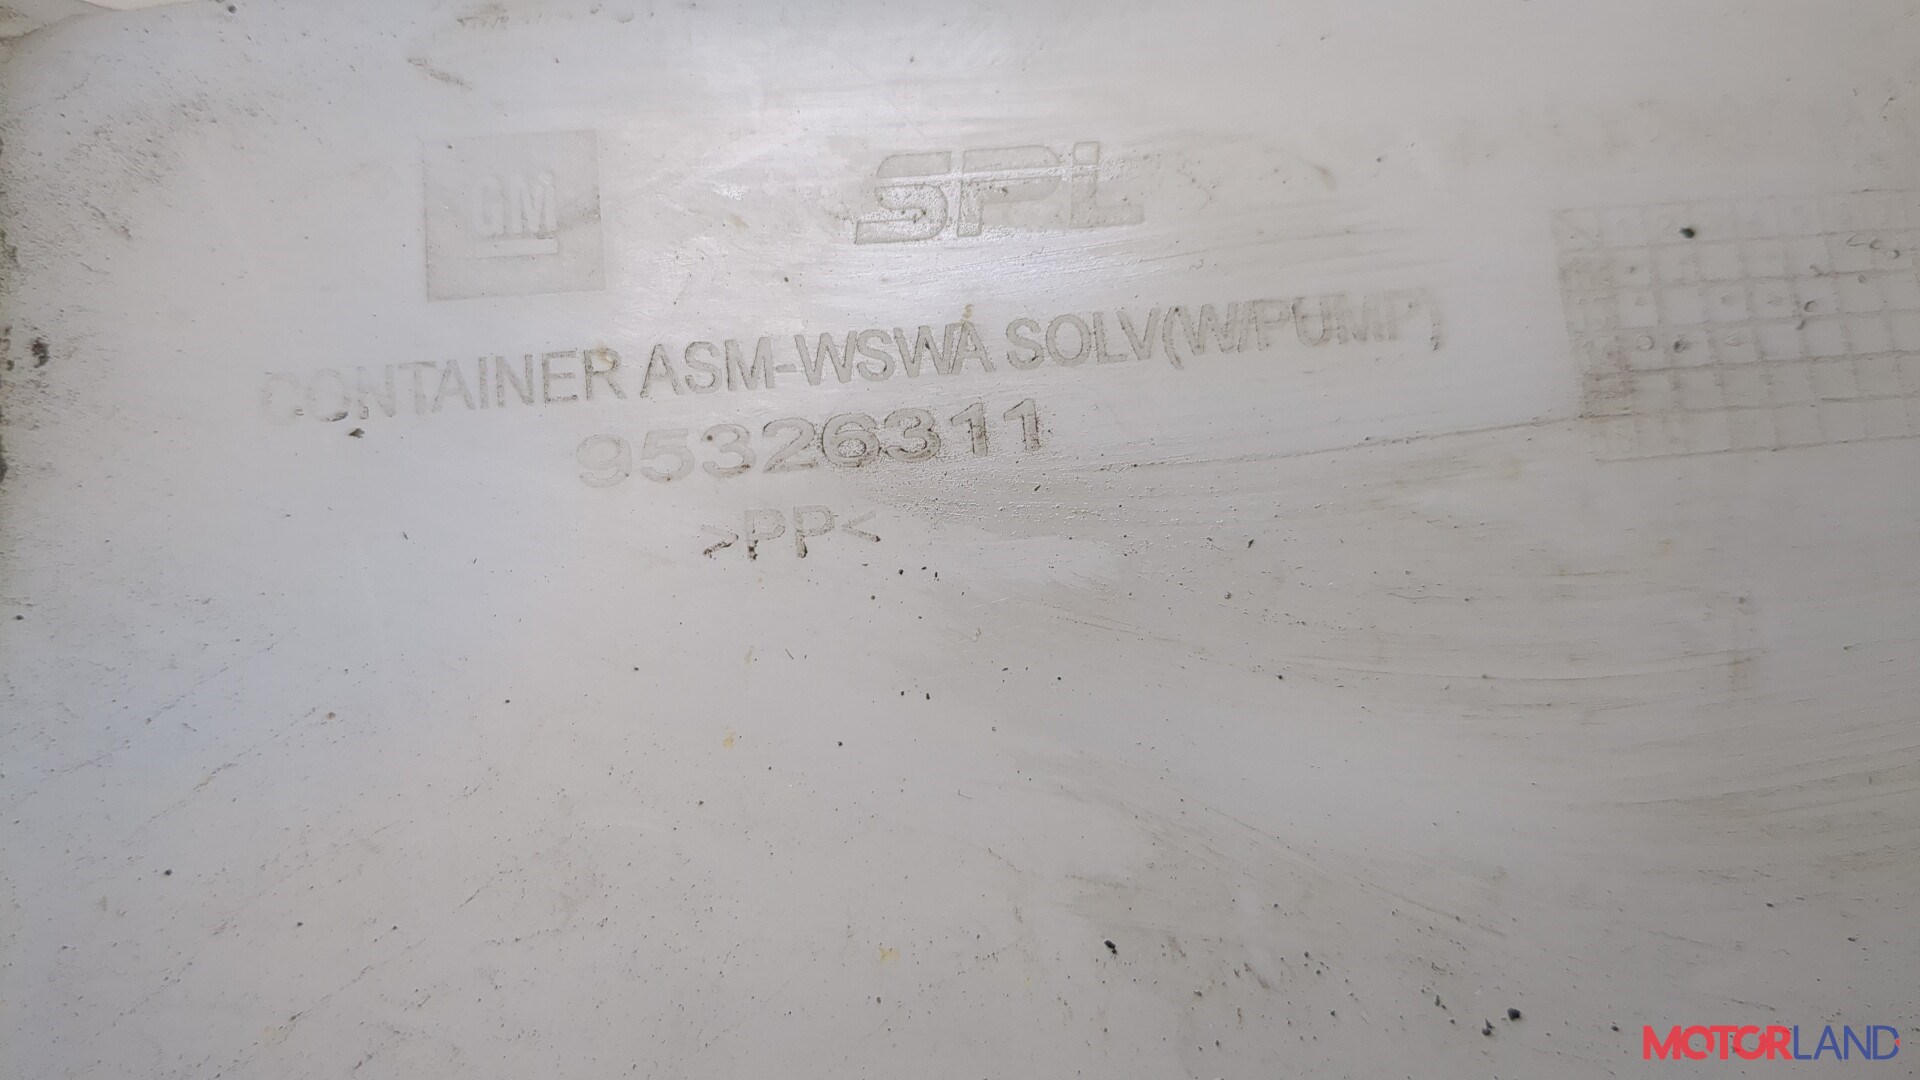 GM
SPL
CONTAINER ASM-WSWA SOLV(W/PUMP)
95326311
>PP<
MOTORLAND